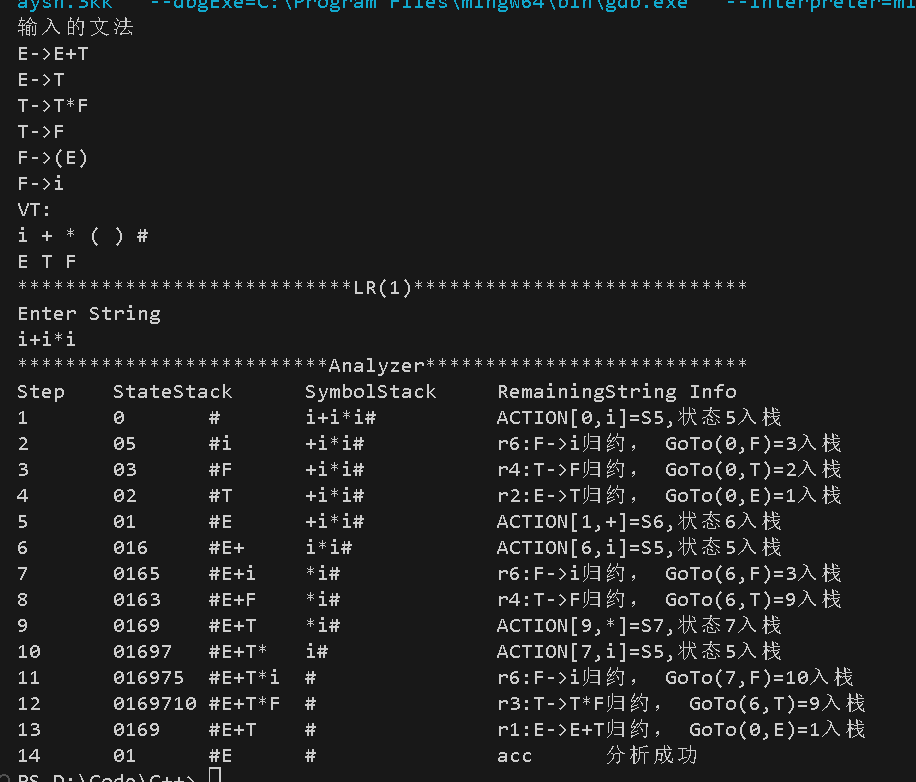 aysh.3kk   --dbgExe=C:\Program Files\mingw64\bin\gdb.exe   --interpreter=mi
输入的文法
E->E+T
E->T
T->T*F
T->F
F->(E)
F->i
VT:
i + * ( ) #
E T F
****************************LR(1)****************************
Enter String
i+i*i
**************************Analyzer***************************
Step    StateStack      SymbolStack     RemainingString Info
1       0       #       i+i*i#          ACTION[0,i]=S5,状态5入栈
2       05      #i      +i*i#           r6:F->i归约， GoTo(0,F)=3入栈
3       03      #F      +i*i#           r4:T->F归约， GoTo(0,T)=2入栈
4       02      #T      +i*i#           r2:E->T归约， GoTo(0,E)=1入栈
5       01      #E      +i*i#           ACTION[1,+]=S6,状态6入栈
6       016     #E+     i*i#            ACTION[6,i]=S5,状态5入栈
7       0165    #E+i    *i#             r6:F->i归约， GoTo(6,F)=3入栈
8       0163    #E+F    *i#             r4:T->F归约， GoTo(6,T)=9入栈
9       0169    #E+T    *i#             ACTION[9,*]=S7,状态7入栈
10      01697   #E+T*   i#              ACTION[7,i]=S5,状态5入栈
11      016975  #E+T*i  #               r6:F->i归约， GoTo(7,F)=10入栈
12      0169710 #E+T*F  #               r3:T->T*F归约， GoTo(6,T)=9入栈
13      0169    #E+T    #               r1:E->E+T归约， GoTo(0,E)=1入栈
14      01      #E      #               acc      分析成功
PS D:\Code\C++>